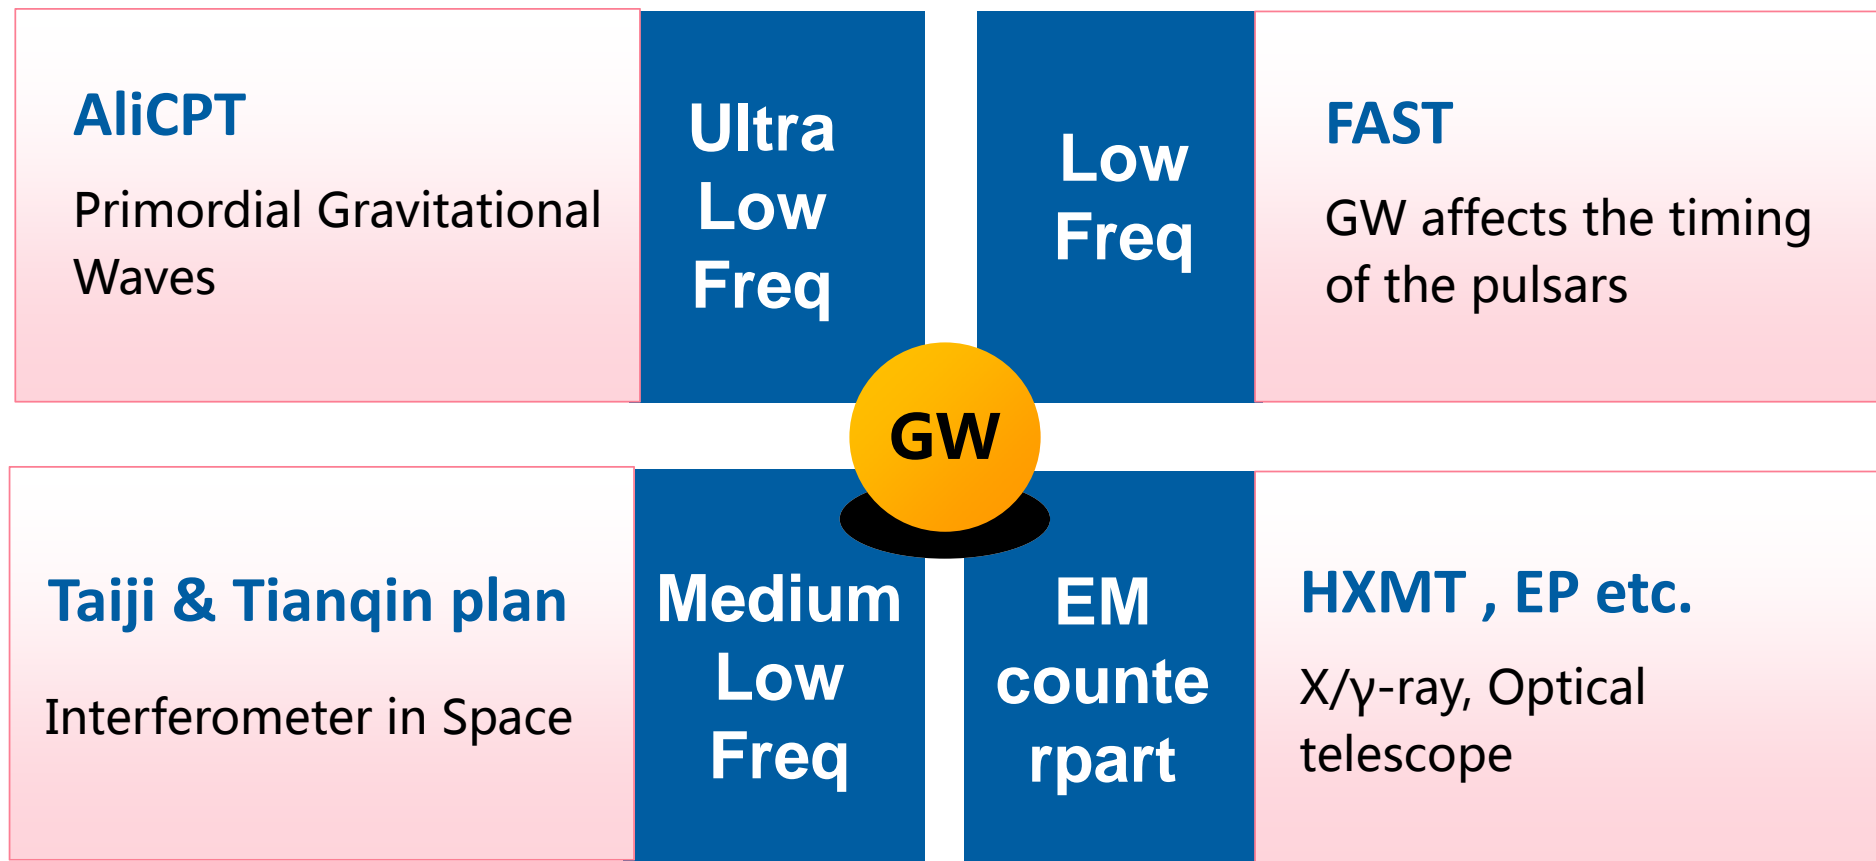 AliCPT
Primordial Gravitational
Waves
Ultra
Low
Freq
Low
Freq
FAST
GW affects the timing
of the pulsars
GW
Taiji & Tianqin plan
Interferometer in Space
Medium
Low
Freq
EM
counte
rpart
HXMT , EP etc.
X/γ-ray, Optical
telescope